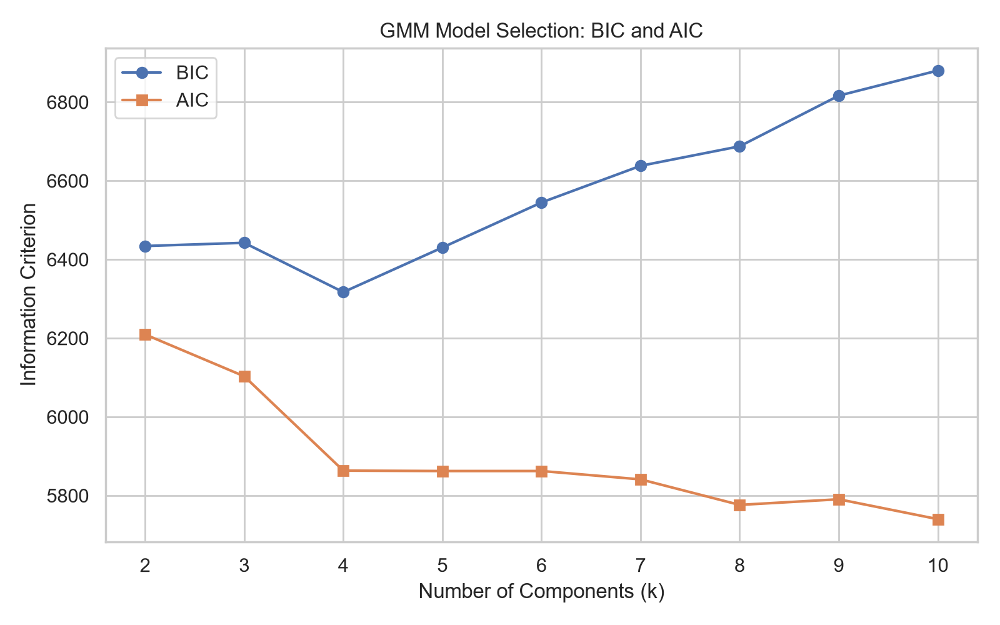 GMM Model Selection: BIC and AIC
BIC
AIC
6800
6600
6400
6200
6000
5800
Information Criterion
2 3 4 5 6 7 8 9 10
Number of Components (k)